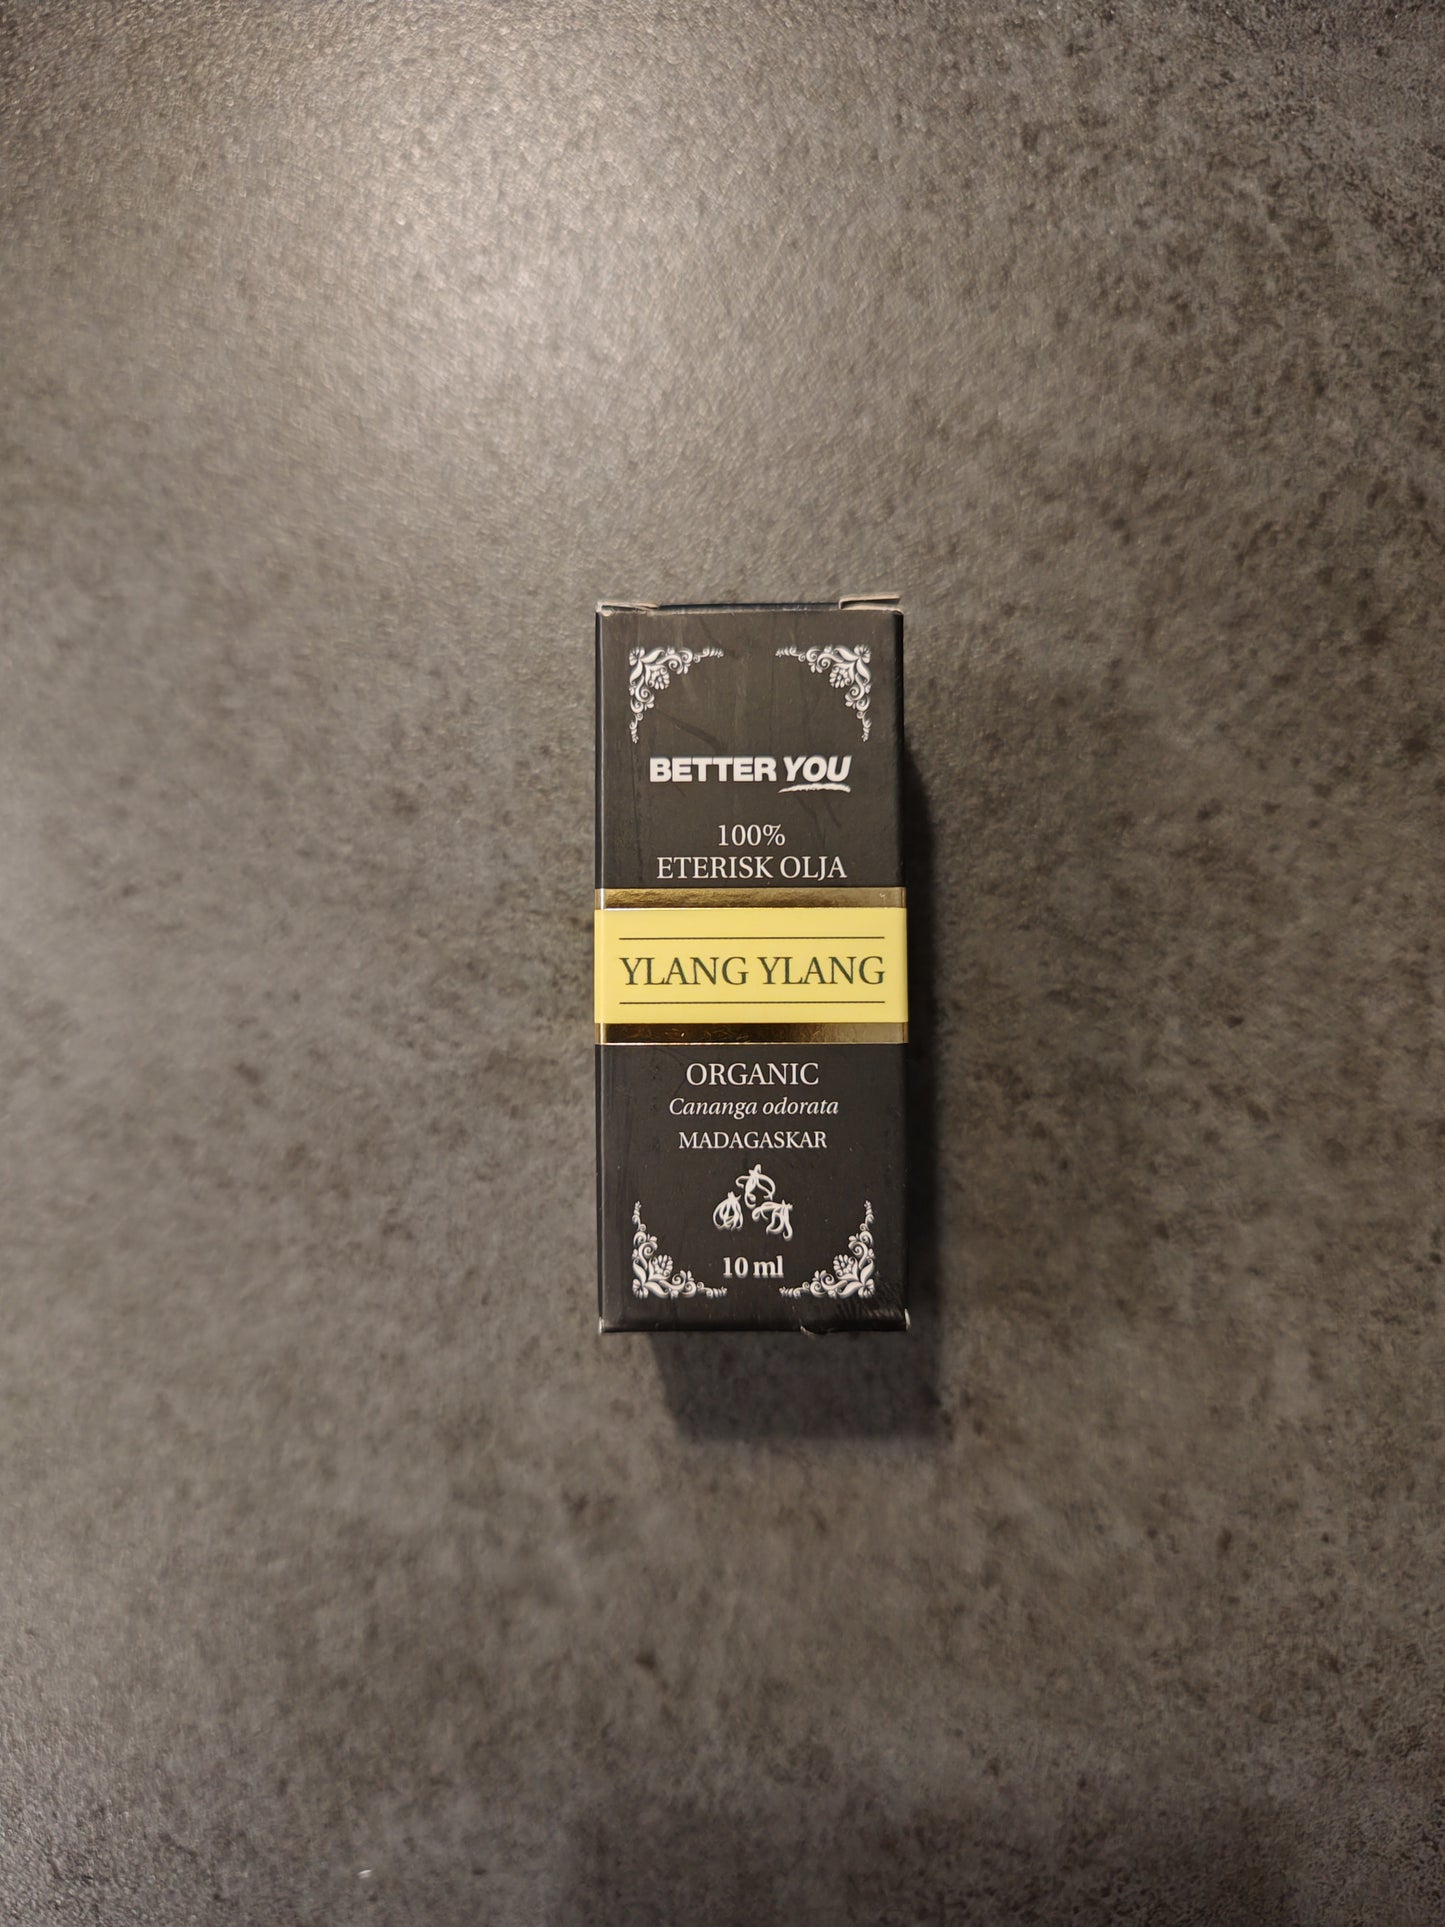 BETTER YOU
100%
ETERISK OLJA
YLANG YLANG
ORGANIC
Cananga odorata
MADAGASKAR
10 ml